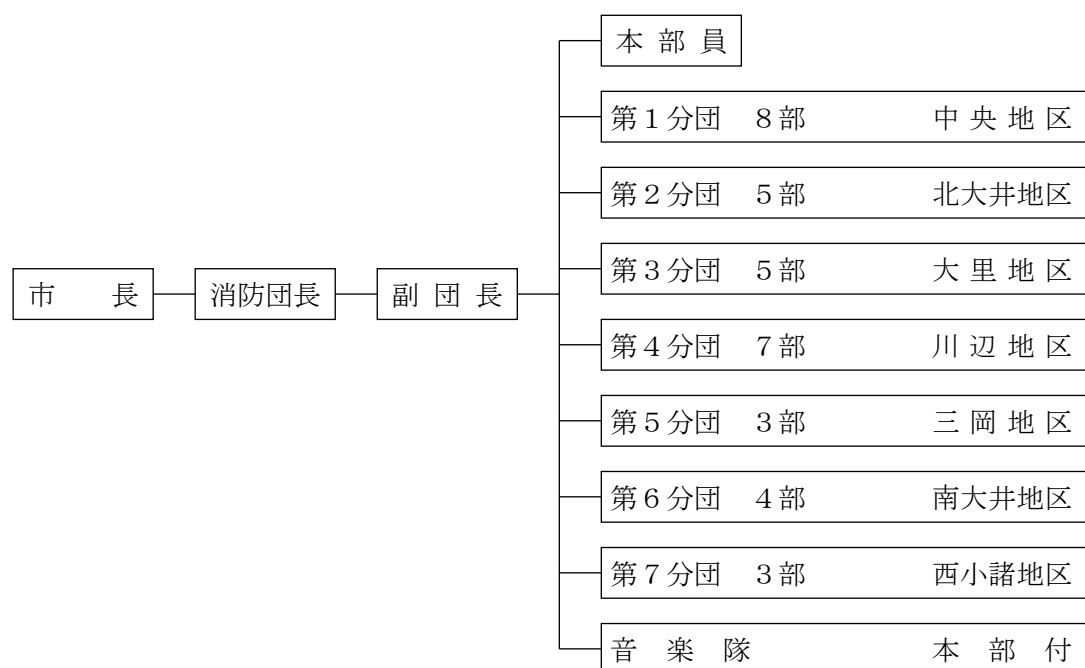 本部員
第１分団　８部　中央地区
第２分団　５部　北大井地区
第３分団　５部　大里地区
市長　消防団長　副団長
第４分団　７部　川辺地区
第５分団　３部　三岡地区
第６分団　４部　南大井地区
第７分団　３部　西小諸地区
音楽隊　本部付